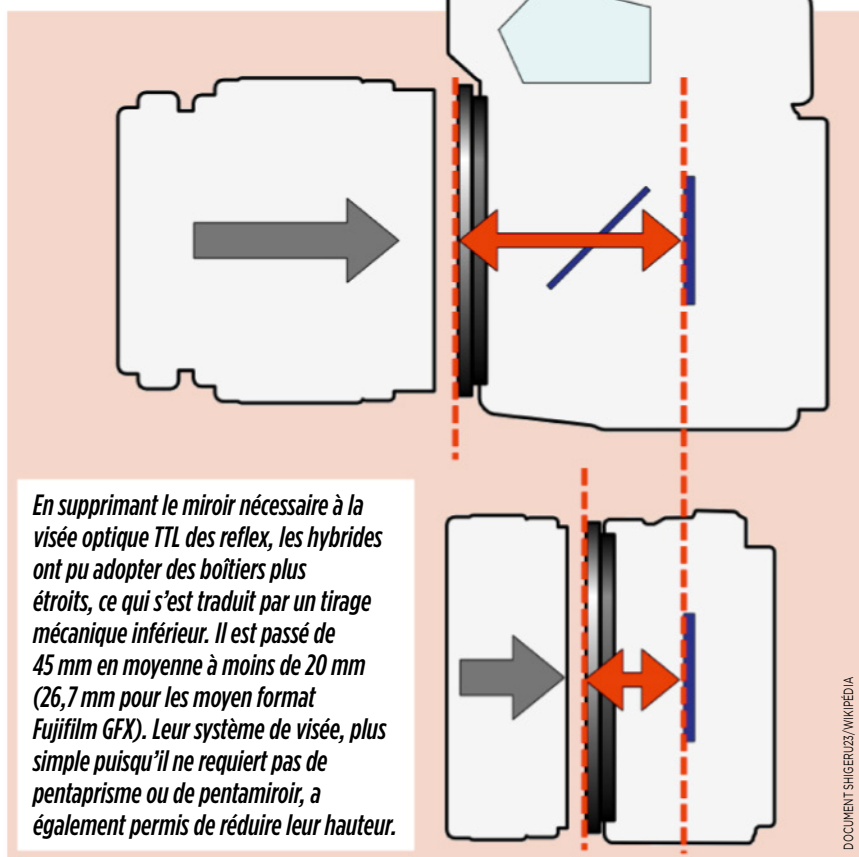 En supprimant le miroir nécessaire à la
visée optique TTL des reflex, les hybrides
ont pu adopter des boîtiers plus
étroits, ce qui s’est traduit par un tirage
mécanique inférieur. Il est passé de
45 mm en moyenne à moins de 20 mm
(26,7 mm pour les moyen format
Fujifilm GFX). Leur système de visée, plus
simple puisqu’il ne requiert pas de
pentaprisme ou de pentamiroir, a
également permis de réduire leur hauteur.
DOCUMENT SHIGERU23/WIKIPÉDIA